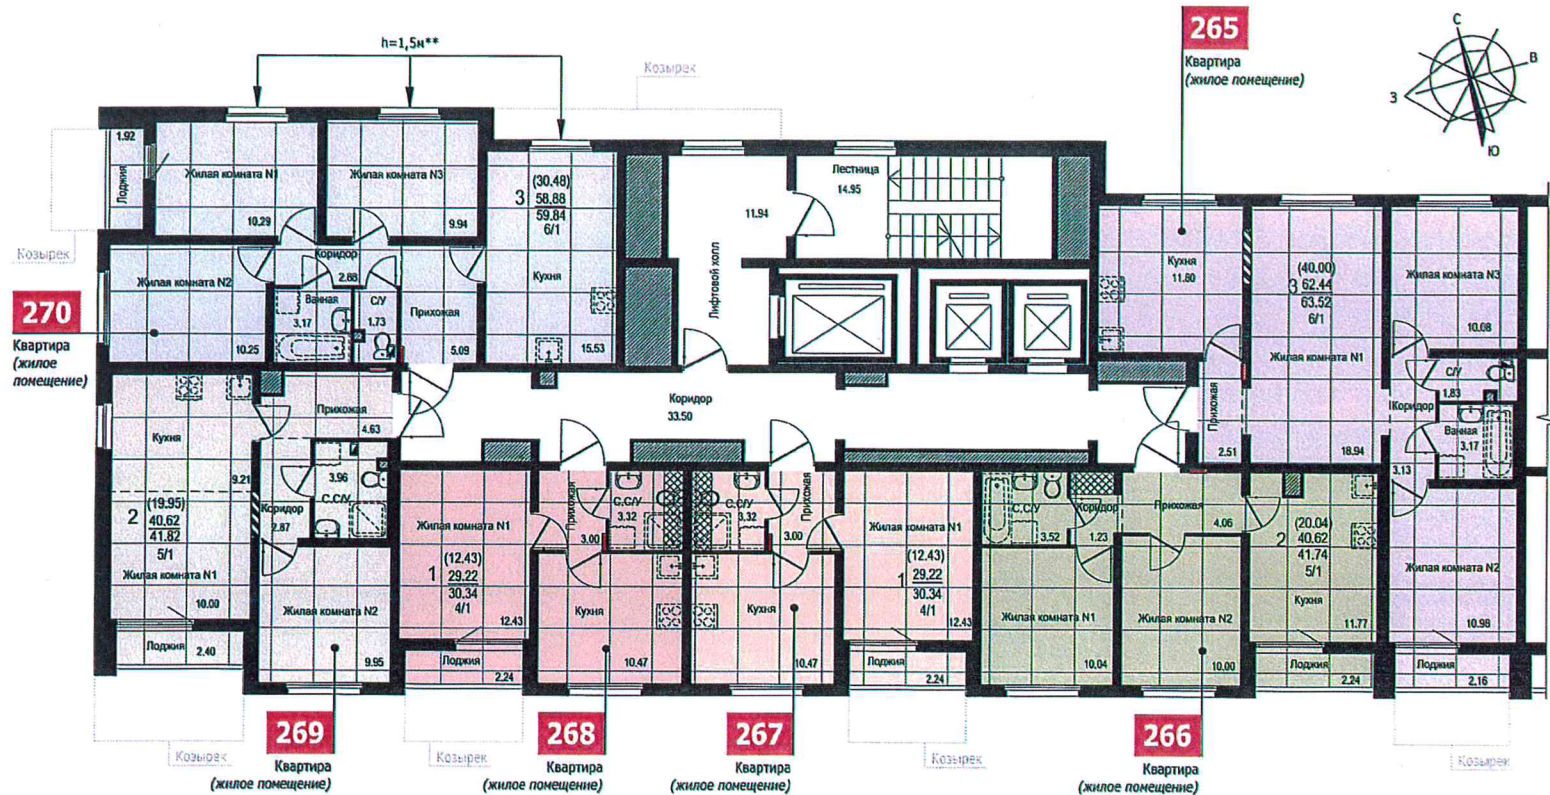 h=1,5м**
Козырек
265
Квартира
(жилое помещение)
С
В
З
Ю
1.92
Лоджия
Жилая комната N1
10.29
Жилая комната N3
9.94
3
(30.48)
58.88
59.84
6/1
Кухня
15.53
Козырек
Жилая комната N2
10.25
Коридор
2.88
Ванная
3.17
С/У
1.73
Прихожая
5.09
270
Квартира
(жилое
помещение)
Лестница
14.95
11.94
Лифтовой холл
Коридор
33.50
Кухня
11.80
3
(40.00)
62.44
63.52
6/1
Жилая комната N1
18.94
Прихожая
2.51
Жилая комната N3
10.08
С/У
1.83
Коридор
3.13
Ванная
3.17
Жилая комната N2
10.98
Лоджия
2.16
Кухня
9.21
Прихожая
4.63
3.96
С.С/У
Коридор
2.87
2
(19.95)
40.62
41.82
5/1
Жилая комната N1
10.00
Лоджия
2.40
Жилая комната N2
9.95
Жилая комната N1
1
(12.43)
29.22
30.34
4/1
12.43
Лоджия
2.24
Прихожая
3.00
С.С/У
3.32
Кухня
10.47
С.С/У
3.32
Прихожая
3.00
Кухня
10.47
Жилая комната N1
1
(12.43)
29.22
30.34
4/1
12.43
Лоджия
2.24
С.С/У
3.52
Коридор
1.23
Прихожая
4.06
Жилая комната N1
10.04
Жилая комната N2
10.00
2
(20.04)
40.62
41.74
5/1
Кухня
11.77
Лоджия
2.24
Козырек
269
Квартира
(жилое помещение)
Козырек
268
Квартира
(жилое помещение)
267
Квартира
(жилое помещение)
Козырек
266
Квартира
(жилое помещение)
Козырек